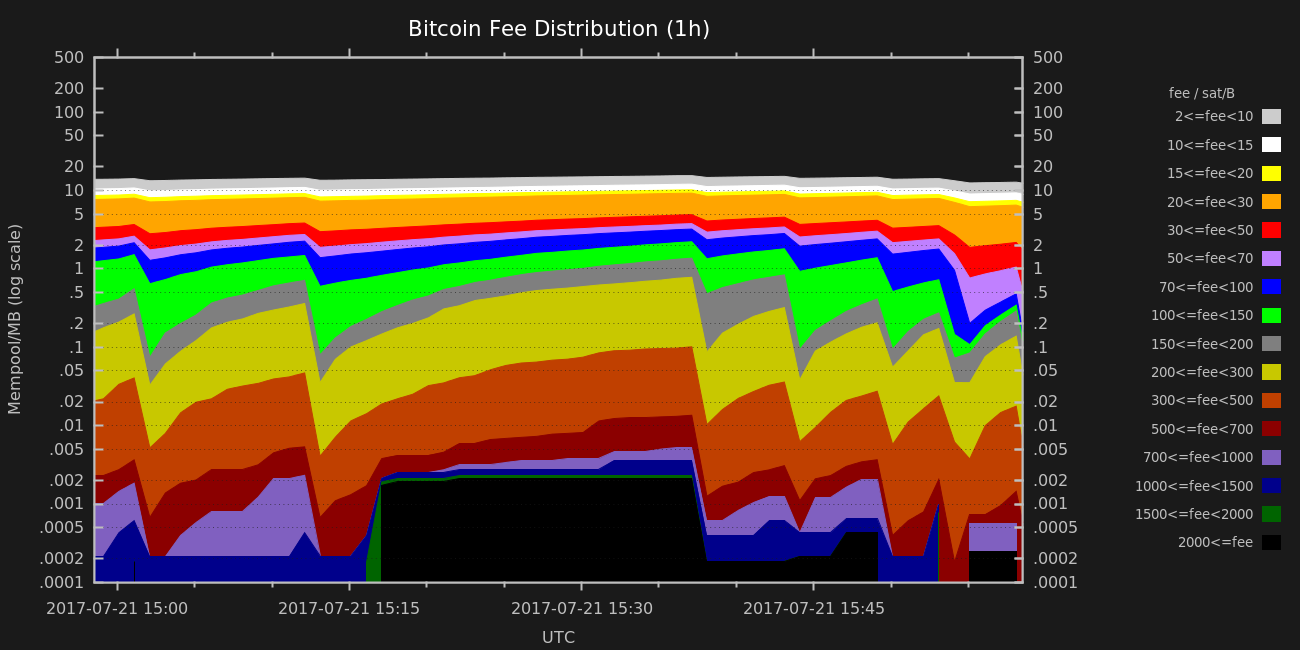 Bitcoin Fee Distribution (1h)
Mempool/MB (log scale)
500
200
100
50
20
10
5
2
1
.5
.2
.1
.05
.02
.01
.005
.002
.001
.0005
.0002
.0001
500
200
100
50
20
10
5
2
1
.5
.2
.1
.05
.02
.01
.005
.002
.001
.0005
.0002
.0001
2017-07-21 15:00
2017-07-21 15:15
2017-07-21 15:30
2017-07-21 15:45
UTC
fee / sat/B
2<=fee<10
10<=fee<15
15<=fee<20
20<=fee<30
30<=fee<50
50<=fee<70
70<=fee<100
100<=fee<150
150<=fee<200
200<=fee<300
300<=fee<500
500<=fee<700
700<=fee<1000
1000<=fee<1500
1500<=fee<2000
2000<=fee